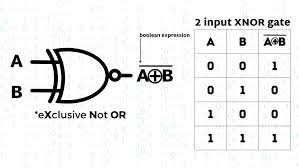 boolean expression
A
B
A⊕B
*eXclusive Not OR
2 input XNOR gate
A B A⊕B
0 0 1
0 1 0
1 0 0
1 1 1